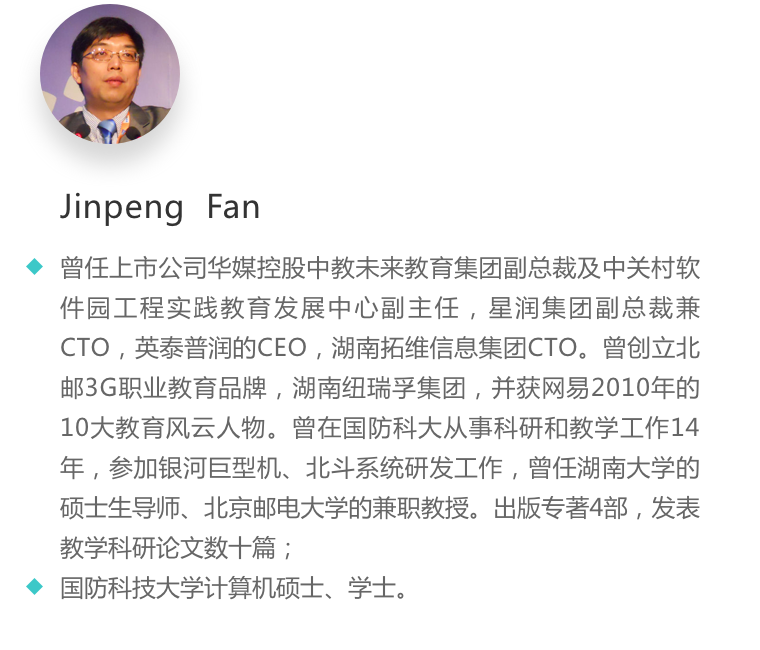 Jinpeng Fan
曾任上市公司华媒控股中教未来教育集团副总裁及中关村软
件园工程实践教育发展中心副主任，星润集团副总裁兼
CTO，英泰普润的CEO，湖南拓维信息集团CTO。曾创立北
邮3G职业教育品牌，湖南纽瑞孚集团，并获网易2010年的
10大教育风云人物。曾在国防科大从事科研和教学工作14
年，参加银河巨型机、北斗系统研发工作，曾任湖南大学的
硕士生导师、北京邮电大学的兼职教授。出版专著4部，发表
教学科研论文数十篇；
国防科技大学计算机硕士、学士。